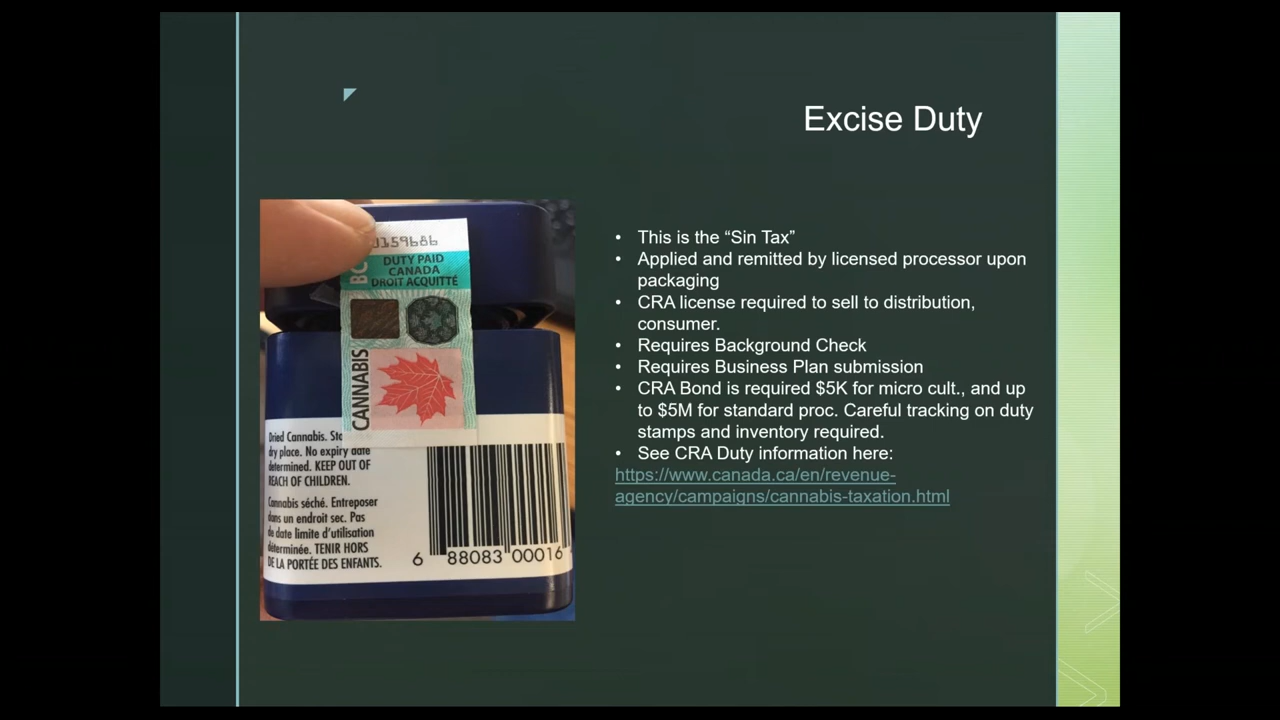 Excise Duty
159686
BC
DUTY PAID
CANADA
DROIT ACQUITTÉ
CANNABIS
Dried Cannabis.
dry place. No expiry date
determined. KEEP OUT OF
REACH OF CHILDREN.
Cannabis séché. Entreposer
dans un endroit sec. Pas
de date limite d'utilisation
déterminée. TENIR HORS
DE LA PORTÉE DES ENFANTS.
6 88083 00016
• This is the “Sin Tax”
• Applied and remitted by licensed processor upon
packaging
• CRA license required to sell to distribution,
consumer.
• Requires Background Check
• Requires Business Plan submission
• CRA Bond is required $5K for micro cult., and up
to $5M for standard proc. Careful tracking on duty
stamps and inventory required.
• See CRA Duty information here:
https://www.canada.ca/en/revenue-
agency/campaigns/cannabis-taxation.html